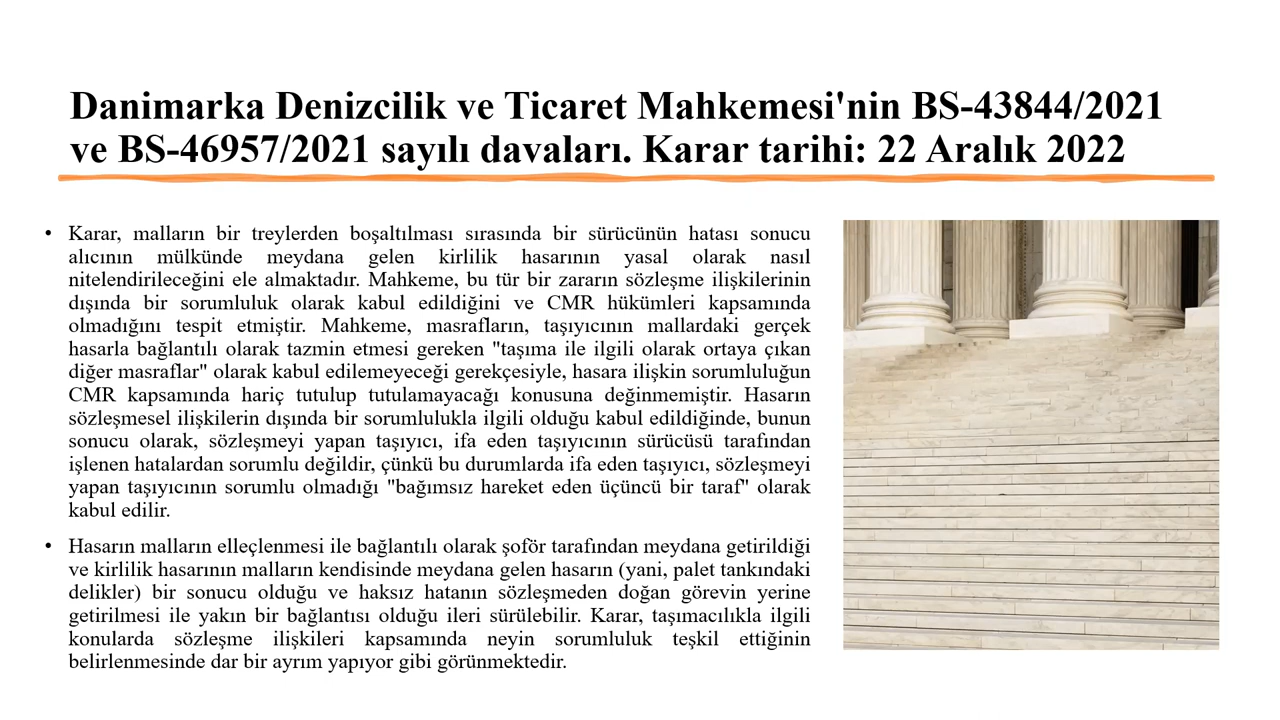 Danimarka Denizcilik ve Ticaret Mahkemesi'nin BS-43844/2021
ve BS-46957/2021 sayılı davaları. Karar tarihi: 22 Aralık 2022
• Karar, malların bir treylerden boşaltılması sırasında bir sürücünün hatası sonucu
alıcının mülkünde meydana gelen kirlilik hasarının yasal olarak nasıl
nitelendirileceğini ele almaktadır. Mahkeme, bu tür bir zararın sözleşme ilişkilerinin
dışında bir sorumluluk olarak kabul edildiğini ve CMR hükümleri kapsamında
olmadığını tespit etmiştir. Mahkeme, masrafların, taşıyıcının mallardaki gerçek
hasarla bağlantılı olarak tazmin etmesi gereken "taşıma ile ilgili olarak ortaya çıkan
diğer masraflar" olarak kabul edilemeyeceği gerekçesiyle, hasara ilişkin sorumluluğun
CMR kapsamında hariç tutulup tutulamayacağı konusuna değinmemiştir. Hasarın
sözleşmesel ilişkilerin dışında bir sorumlulukla ilgili olduğu kabul edildiğinde, bunun
sonucu olarak, sözleşmeyi yapan taşıyıcı, ifa eden taşıyıcının sürücüsü tarafından
işlenen hatalardan sorumlu değildir, çünkü bu durumlarda ifa eden taşıyıcı, sözleşmeyi
yapan taşıyıcının sorumlu olmadığı "bağımsız hareket eden üçüncü bir taraf" olarak
kabul edilir.
• Hasarın malların elleçlenmesi ile bağlantılı olarak şoför tarafından meydana getirildiği
ve kirlilik hasarının malların kendisinde meydana gelen hasarın (yani, palet tankındaki
delikler) bir sonucu olduğu ve haksız hatanın sözleşmeden doğan görevin yerine
getirilmesi ile yakın bir bağlantısı olduğu ileri sürülebilir. Karar, taşımacılıkla ilgili
konularda sözleşme ilişkileri kapsamında neyin sorumluluk teşkil ettiğinin
belirlenmesinde dar bir ayrım yapıyor gibi görünmektedir.